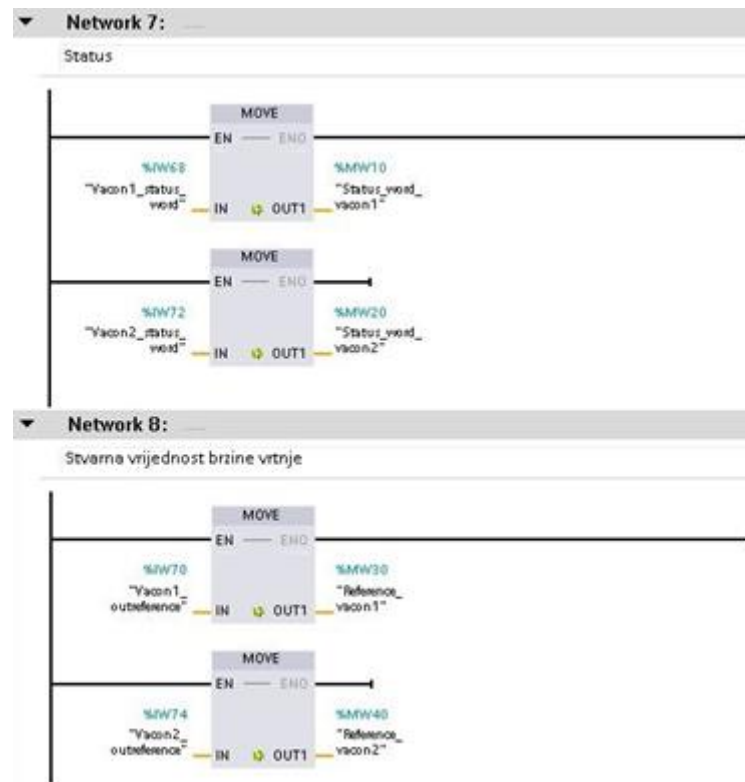 Network 7:
Status
MOVE
EN ENO
%IW68
"Vacon1_status_
word"
IN OUT1
%MW10
"Status_word_
vacon1"
MOVE
EN ENO
%IW72
"Vacon2_status_
word"
IN OUT1
%MW20
"Status_word_
vacon2"
Network 8:
Stvarna vrijednost brzine vrtnje
MOVE
EN ENO
%IW70
"Vacon1_
outreference"
IN OUT1
%MW30
"Reference_
vacon1"
MOVE
EN ENO
%IW74
"Vacon2_
outreference"
IN OUT1
%MW40
"Reference_
vacon2"